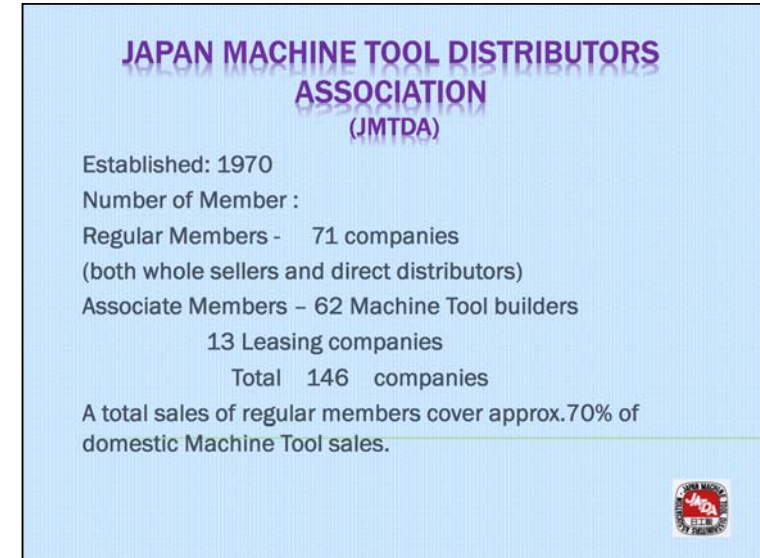 JAPAN MACHINE TOOL DISTRIBUTORS
ASSOCIATION
(JMTDA)
Established: 1970
Number of Member :
Regular Members - 71 companies
(both whole sellers and direct distributors)
Associate Members – 62 Machine Tool builders
13 Leasing companies
Total 146 companies
A total sales of regular members cover approx.70% of
domestic Machine Tool sales.